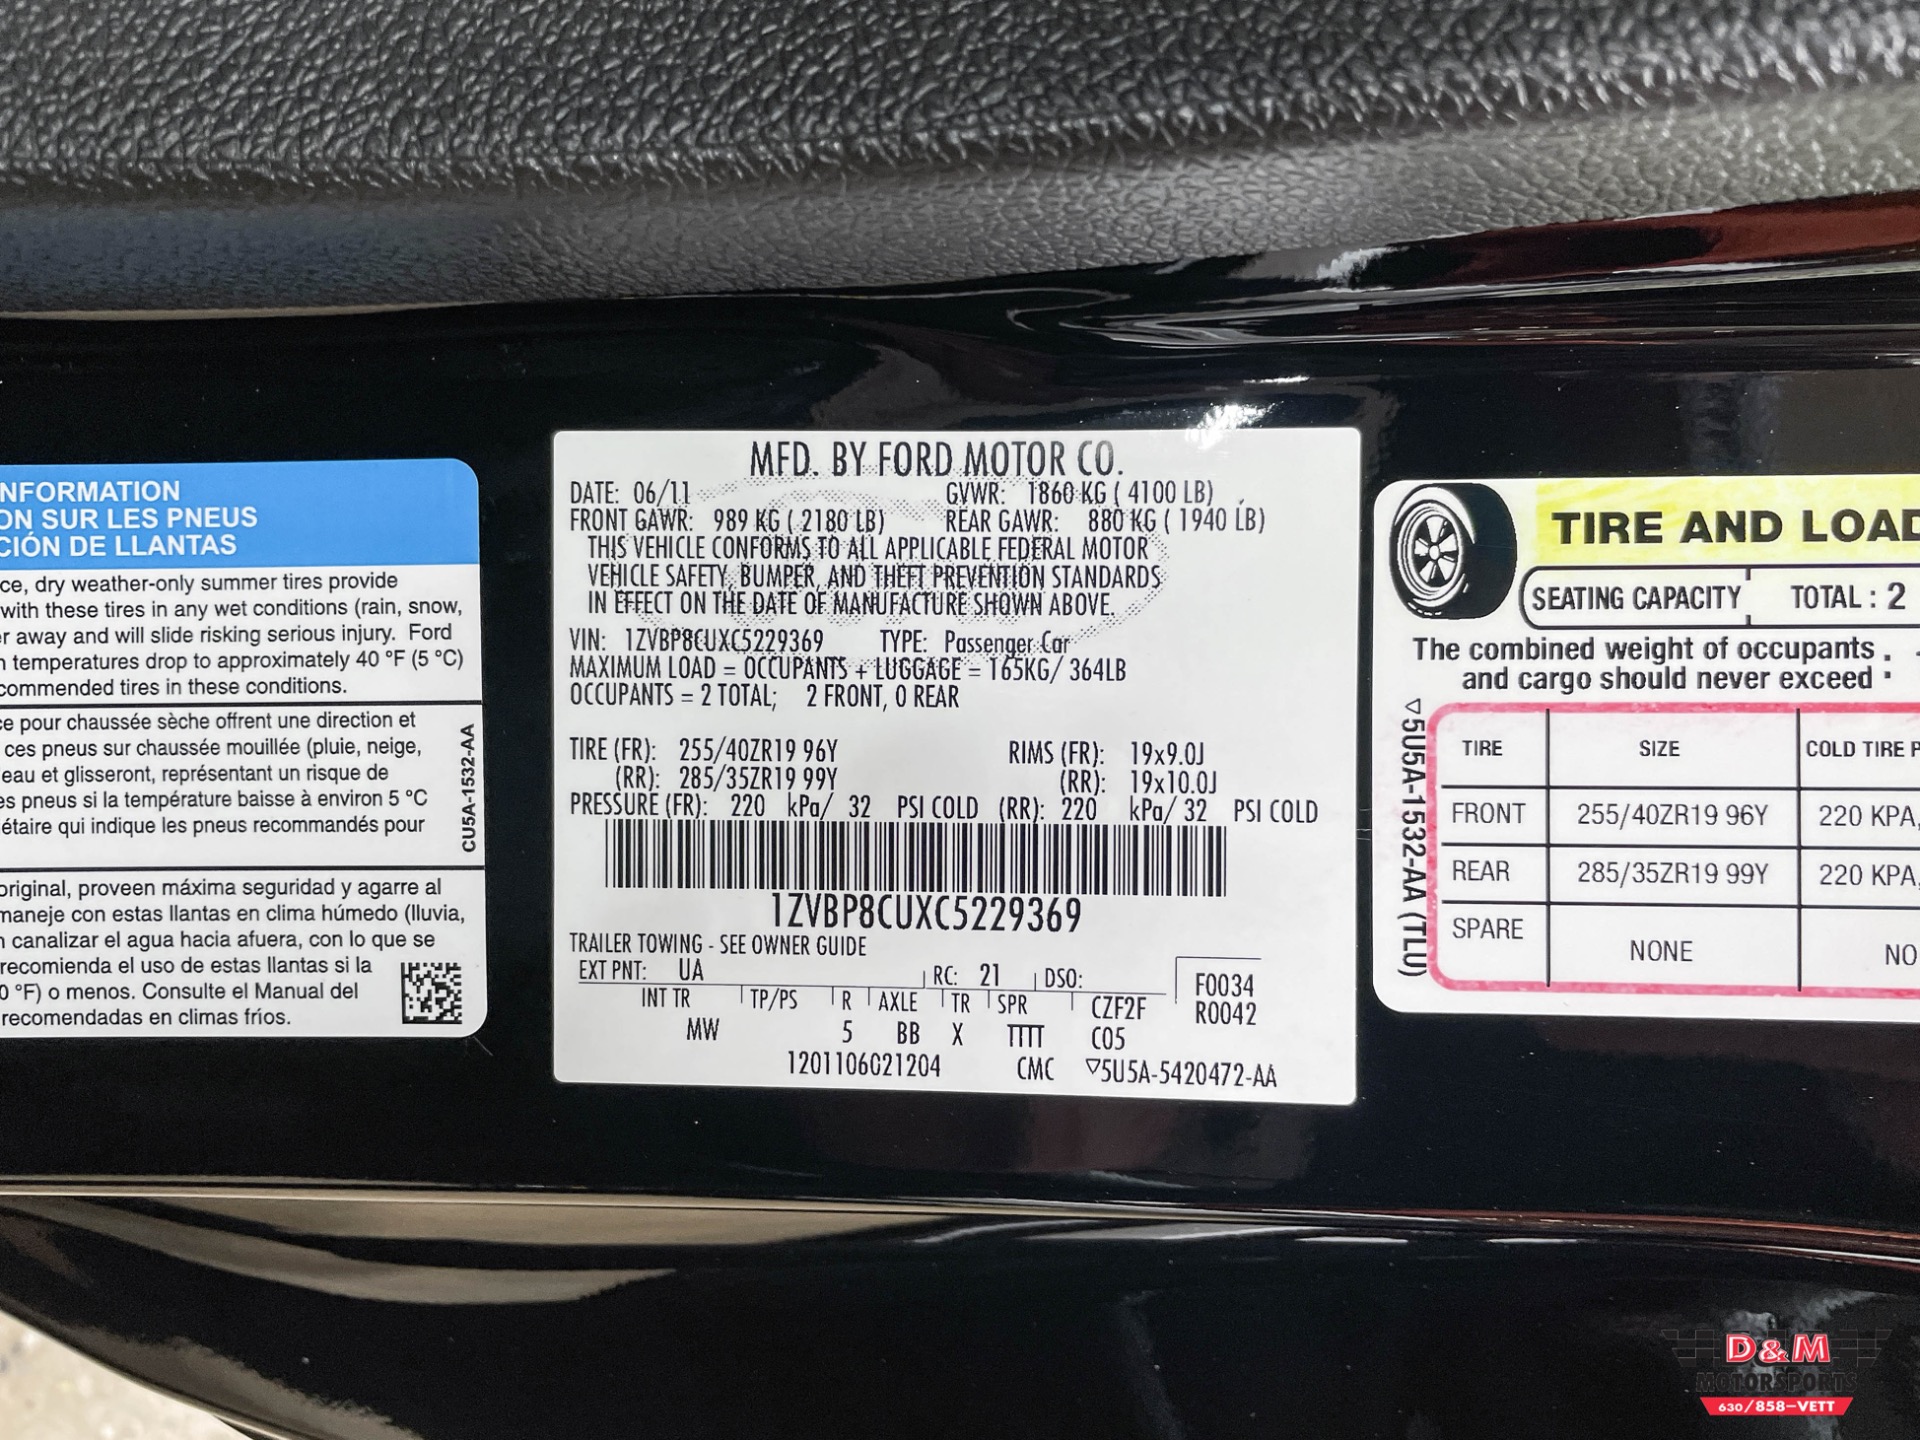 NFORMATION
ON SUR LES PNEUS
CIÓN DE LLANTAS
ce, dry weather-only summer tires provide
with these tires in any wet conditions (rain, snow,
er away and will slide risking serious injury. Ford
n temperatures drop to approximately 40 °F (5 °C)
commended tires in these conditions.
ce pour chaussée sèche offrent une direction et
ces pneus sur chaussée mouillée (pluie, neige,
eau et glisseront, représentant un risque de
es pneus si la température baisse à environ 5 °C
étaire qui indique les pneus recommandés pour
CU5A-1532-AA
original, proveen máxima seguridad y agarre al
maneje con estas llantas en clima húmedo (lluvia,
n canalizar el agua hacia afuera, con lo que se
recomienda el uso de estas llantas si la
0 °F) o menos. Consulte el Manual del
recomendadas en climas fríos.
MFD. BY FORD MOTOR CO.
DATE: 06/11 GVWR: 1860 KG ( 4100 LB)
FRONT GAWR: 989 KG ( 2180 LB) REAR GAWR: 880 KG ( 1940 LB)
THIS VEHICLE CONFORMS TO ALL APPLICABLE FEDERAL MOTOR
VEHICLE SAFETY, BUMPER, AND THEFT PREVENTION STANDARDS
IN EFFECT ON THE DATE OF MANUFACTURE SHOWN ABOVE.
VIN: 1ZVBP8CUXC5229369 TYPE: Passenger Car
MAXIMUM LOAD = OCCUPANTS + LUGGAGE = 165KG/ 364LB
OCCUPANTS = 2 TOTAL; 2 FRONT, 0 REAR
TIRE (FR): 255/40ZR19 96Y RIMS (FR): 19x9.0J
(RR): 285/35ZR19 99Y (RR): 19x10.0J
PRESSURE (FR): 220 kPa/ 32 PSI COLD (RR): 220 kPa/ 32 PSI COLD
1ZVBP8CUXC5229369
TRAILER TOWING - SEE OWNER GUIDE
EXT PNT: UA RC: 21 DSO: F0034
INT TR TP/PS R AXLE TR SPR CZF2F R0042
MW 5 BB X TTTT C05
1201106021204 CMC ▽5U5A-5420472-AA
TIRE AND LOAD
SEATING CAPACITY TOTAL : 2
The combined weight of occupants
and cargo should never exceed
▽5U5A-1532-AA (TLU)
TIRE SIZE COLD TIRE P
FRONT 255/40ZR19 96Y 220 KPA,
REAR 285/35ZR19 99Y 220 KPA,
SPARE NONE NO
D&M
MOTORSPORTS
630/858-VETT